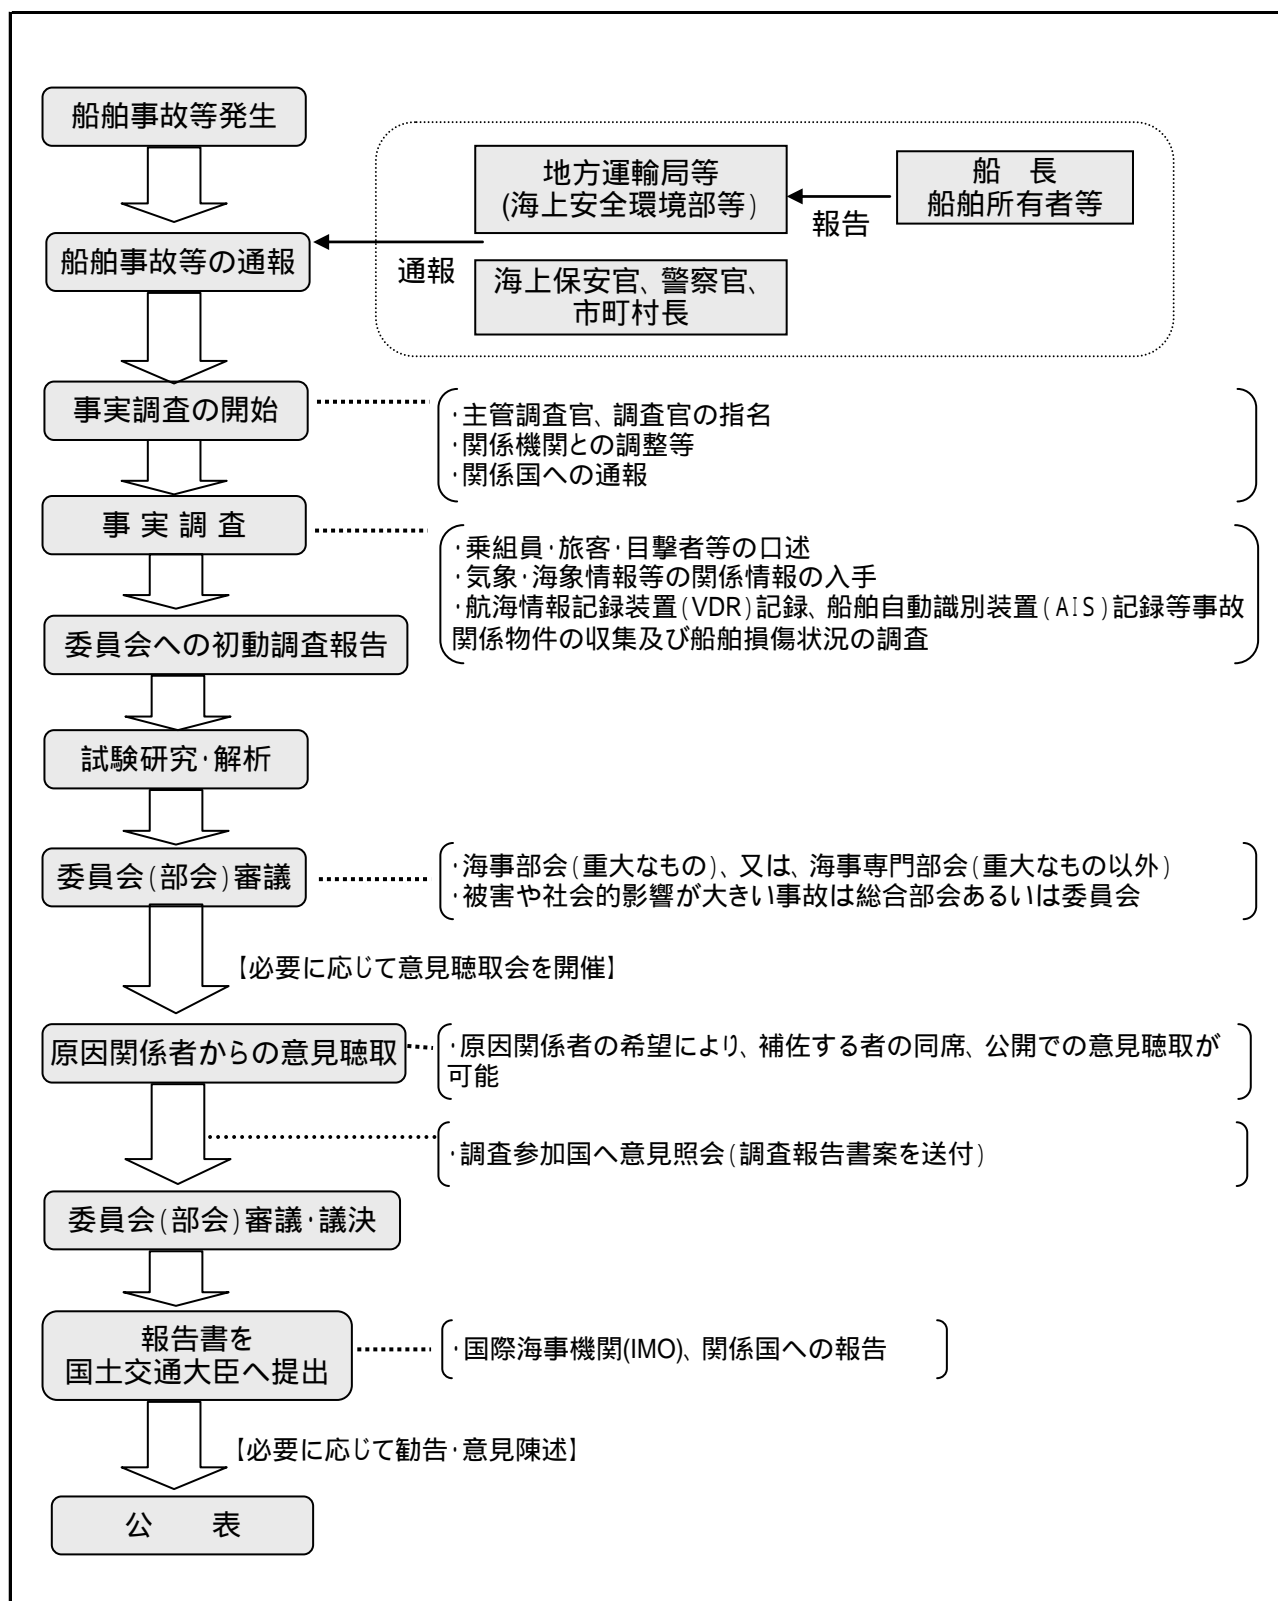 船舶事故等発生
地方運輸局等
(海上安全環境部等)
船　長
船舶所有者等
報告
船舶事故等の通報
通報
海上保安官、警察官、
市町村長
事実調査の開始
・主管調査官、調査官の指名
・関係機関との調整等
・関係国への通報
事 実 調 査
・乗組員・旅客・目撃者等の口述
・気象・海象情報等の関係情報の入手
・航海情報記録装置(VDR)記録、船舶自動識別装置(AIS)記録等事故
関係物件の収集及び船舶損傷状況の調査
委員会への初動調査報告
試験研究・解析
委員会(部会)審議
・海事部会(重大なもの)、又は、海事専門部会(重大なもの以外)
・被害や社会的影響が大きい事故は総合部会あるいは委員会
【必要に応じて意見聴取会を開催】
原因関係者からの意見聴取
・原因関係者の希望により、補佐する者の同席、公開での意見聴取が
可能
・調査参加国へ意見照会(調査報告書案を送付)
委員会(部会)審議・議決
報告書を
国土交通大臣へ提出
・国際海事機関(IMO)、関係国への報告
【必要に応じて勧告・意見陳述】
公　　表